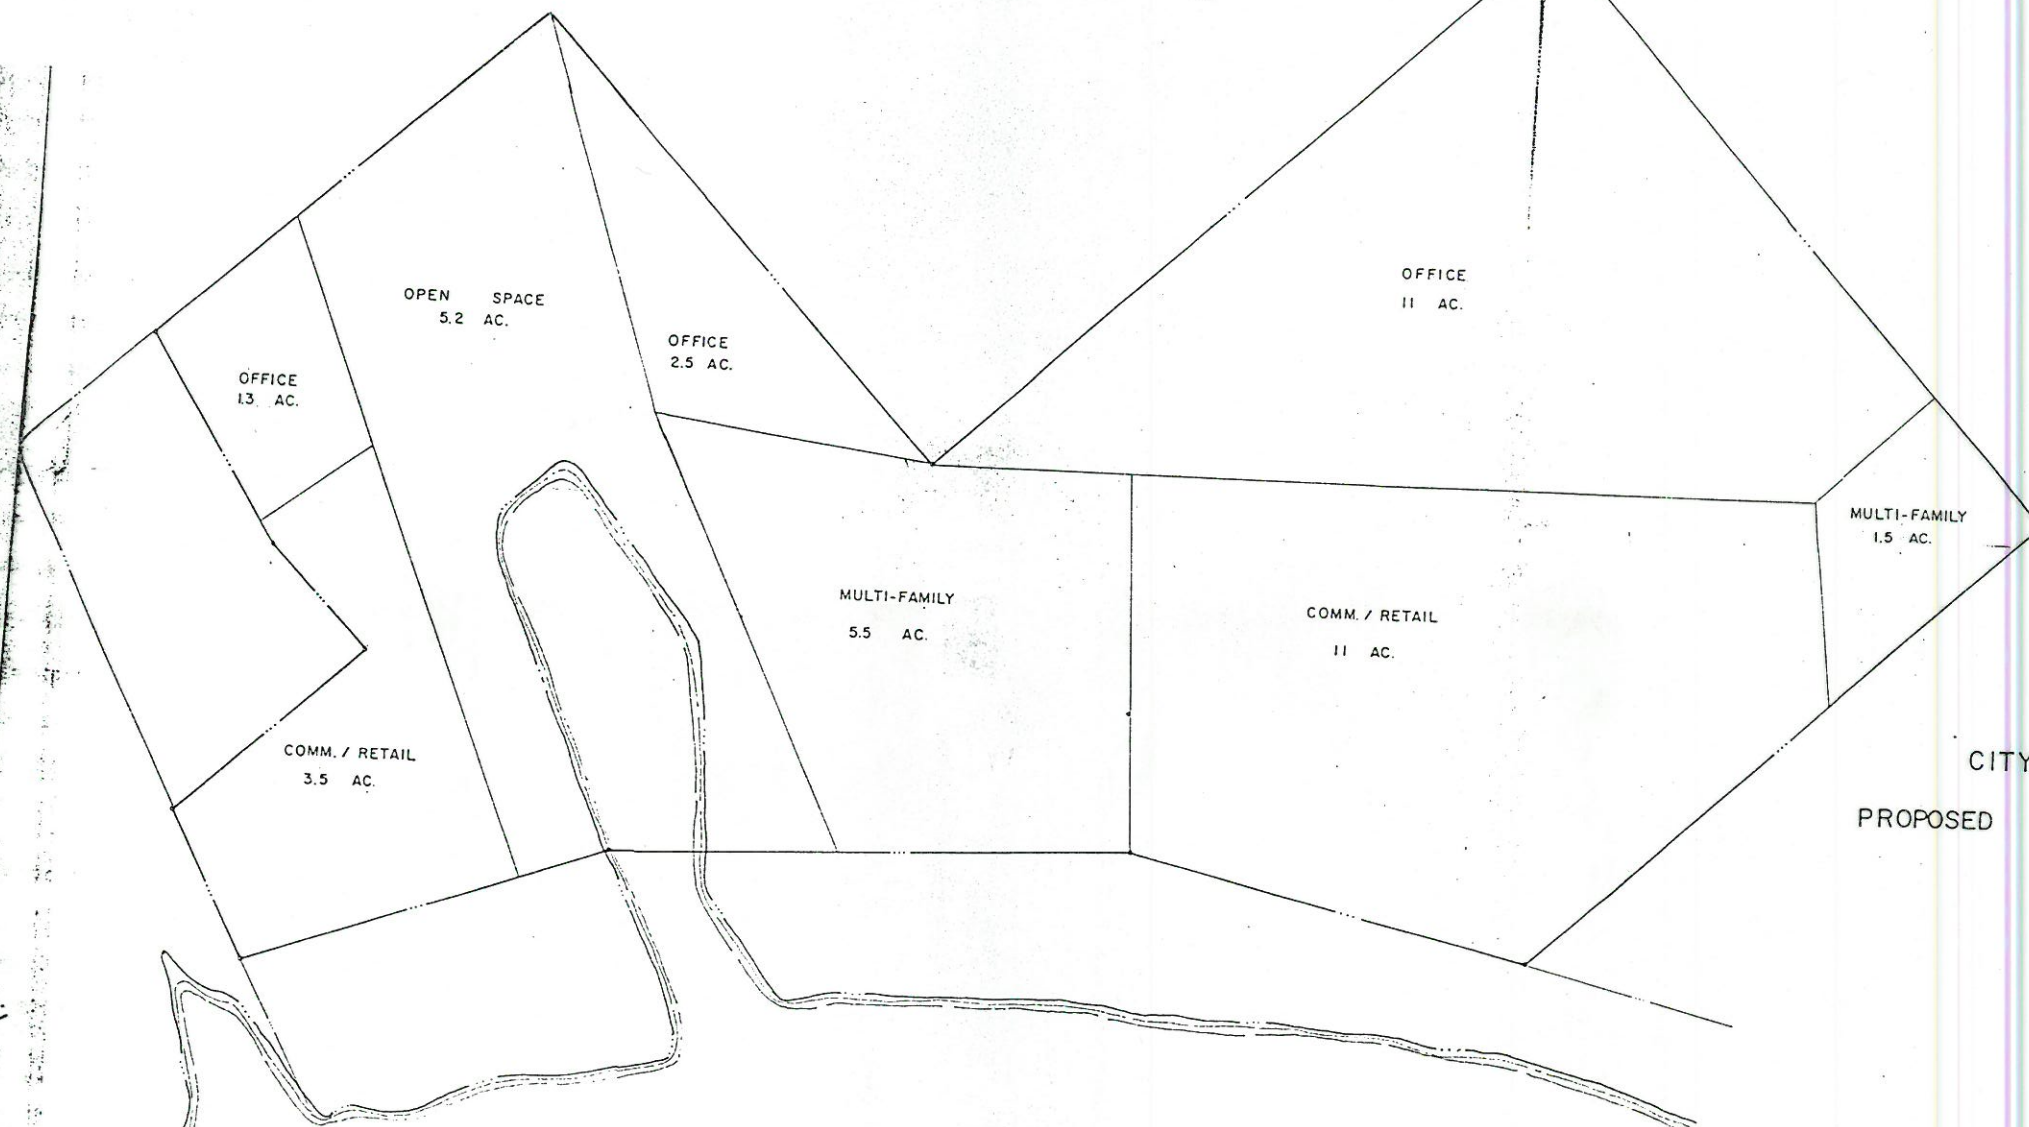 OFFICE
11 AC.
OPEN SPACE
5.2 AC.
OFFICE
2.5 AC.
OFFICE
1.3 AC.
MULTI-FAMILY
1.5 AC.
MULTI-FAMILY
5.5 AC.
COMM. / RETAIL
11 AC.
COMM. / RETAIL
3.5 AC.
CITY
PROPOSED